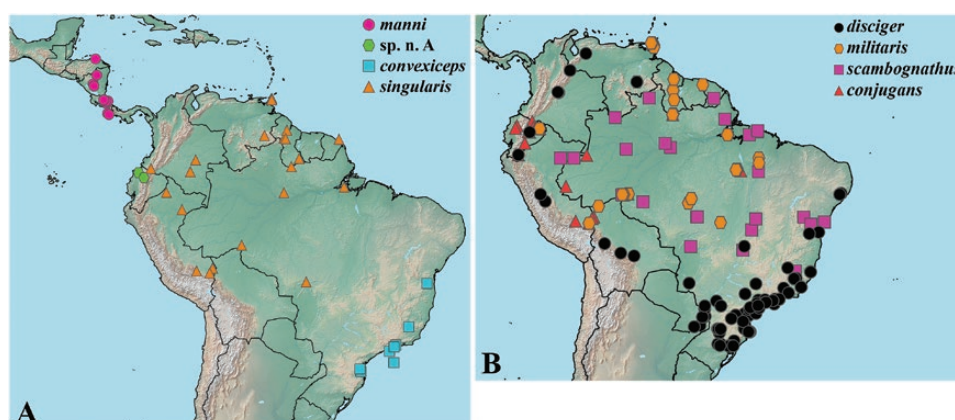 manni
sp. n. A
convexiceps
singularis
A
disciger
militaris
scambognathus
conjugans
B